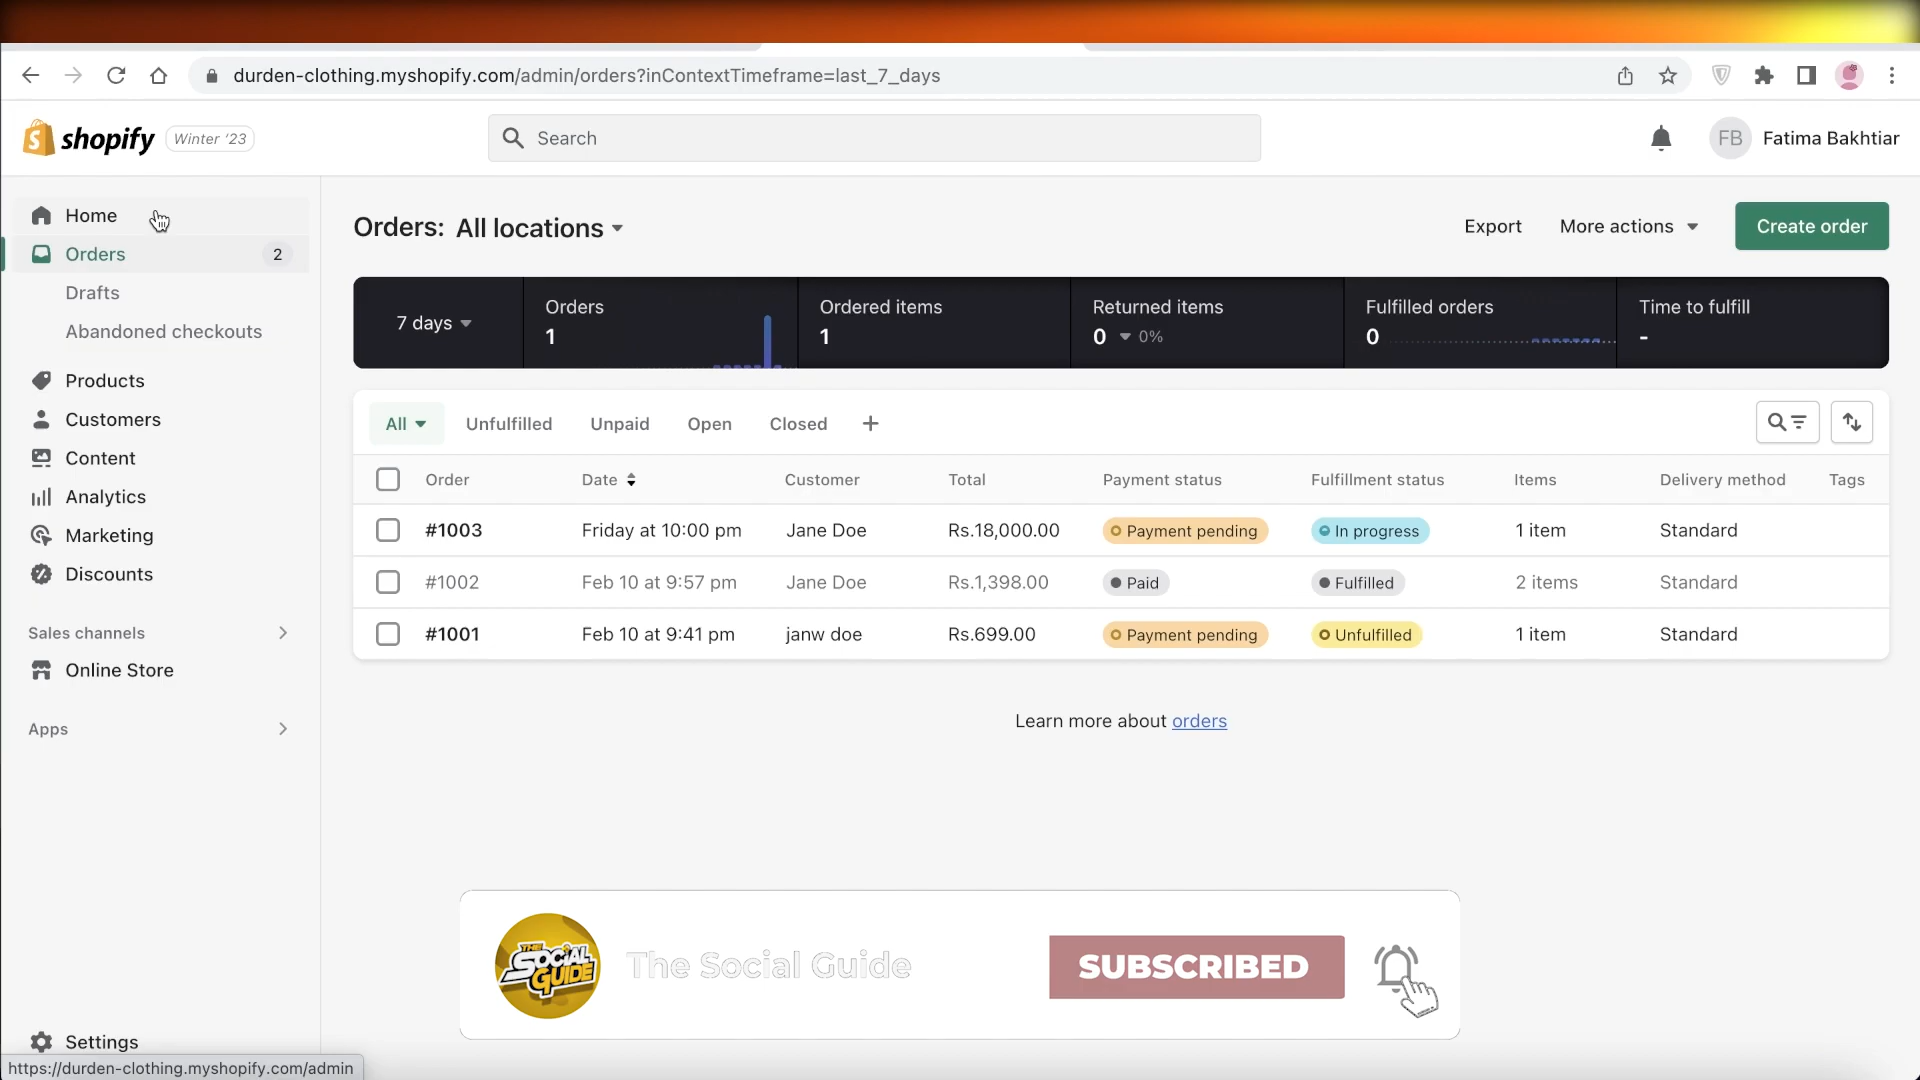 durden-clothing.myshopify.com/admin/orders?inContextTimeframe=last_7_days
shopify Winter '23
Search
FB Fatima Bakhtiar
Home
Orders 2
Drafts
Abandoned checkouts
Products
Customers
Content
Analytics
Marketing
Discounts
Sales channels
Online Store
Apps
Settings
https://durden-clothing.myshopify.com/admin
Orders: All locations
Export More actions Create order
7 days
Orders
1
Ordered items
1
Returned items
0 0%
Fulfilled orders
0
Time to fulfill
-
All Unfulfilled Unpaid Open Closed +
Order Date Customer Total Payment status Fulfillment status Items Delivery method Tags
#1003 Friday at 10:00 pm Jane Doe Rs.18,000.00 Payment pending In progress 1 item Standard
#1002 Feb 10 at 9:57 pm Jane Doe Rs.1,398.00 Paid Fulfilled 2 items Standard
#1001 Feb 10 at 9:41 pm janw doe Rs.699.00 Payment pending Unfulfilled 1 item Standard
Learn more about orders
THE SOCIAL GUIDE
The Social Guide
SUBSCRIBED